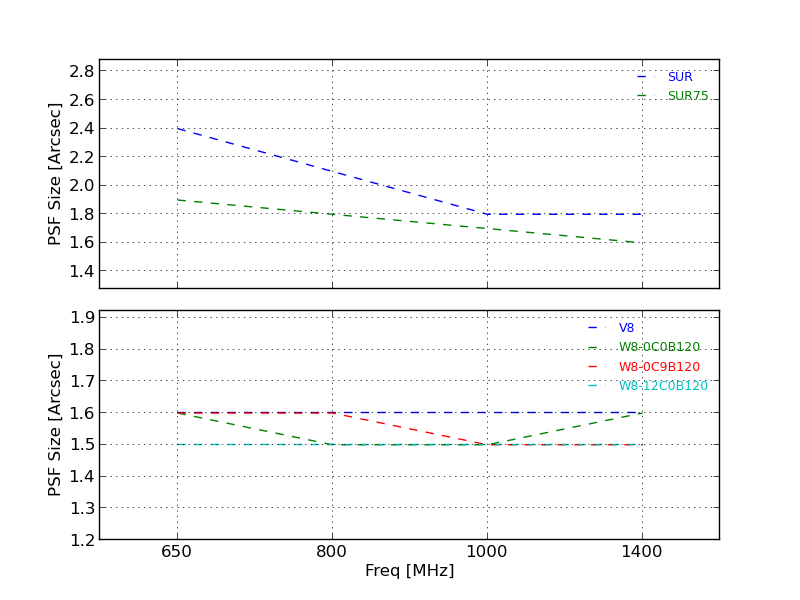 2.8
2.6
2.4
2.2
2.0
1.8
1.6
1.4
PSF Size [Arcsec]
SUR
SUR75
1.9
1.8
1.7
1.6
1.5
1.4
1.3
1.2
PSF Size [Arcsec]
V8
W8-0C0B120
W8-0C9B120
W8-12C0B120
650 800 1000 1400
Freq [MHz]